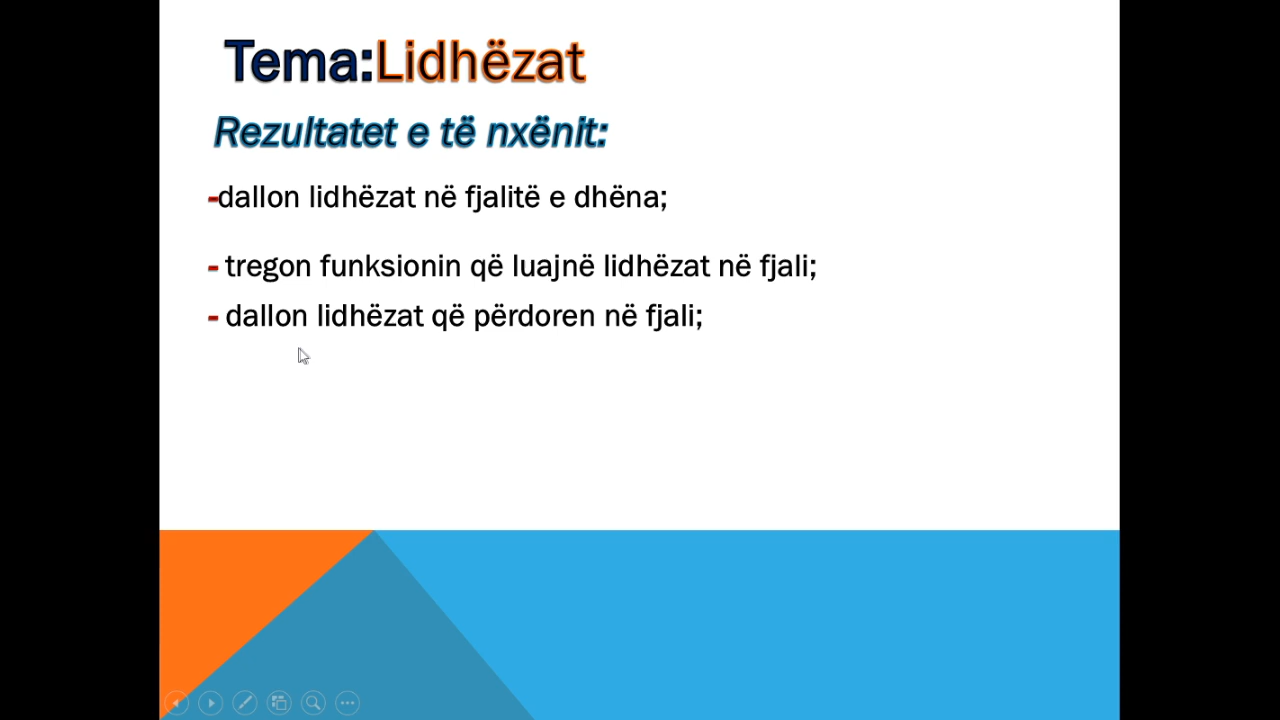 Tema:Lidhëzat
Rezultatet e të nxënit:
-dallon lidhëzat në fjalitë e dhëna;
- tregon funksionin që luajnë lidhëzat në fjali;
- dallon lidhëzat që përdoren në fjali;